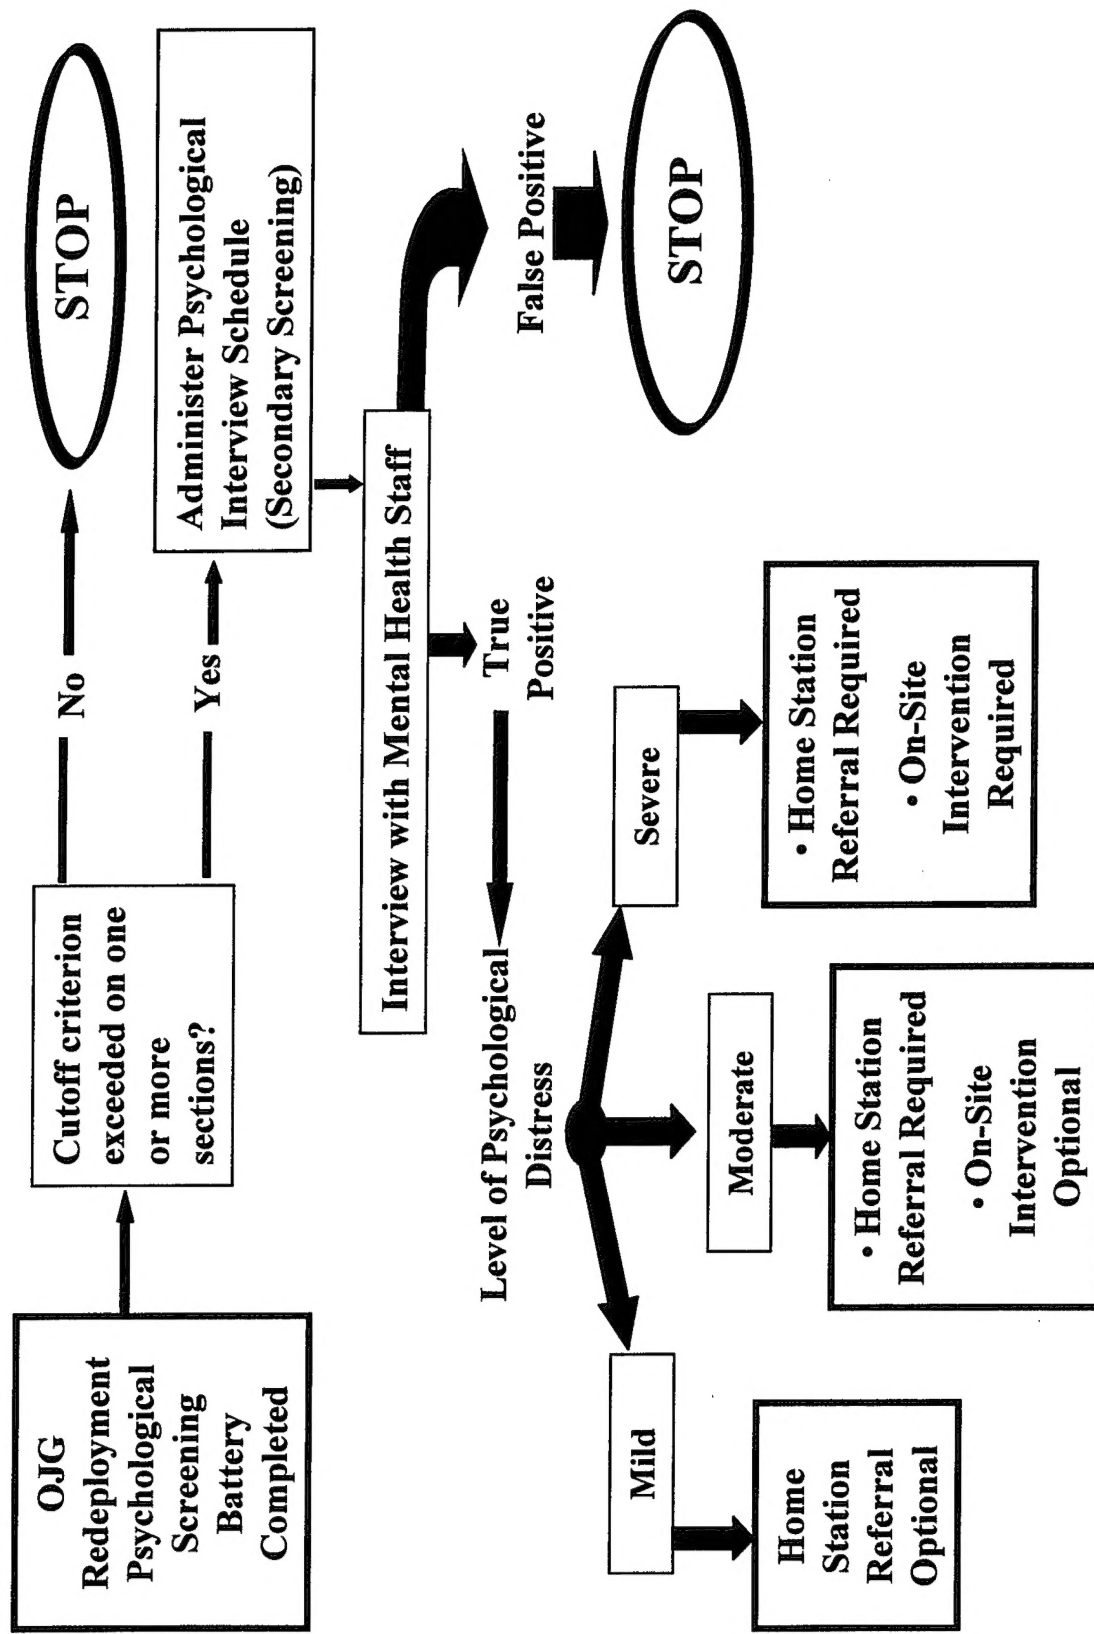 OJG
Redeployment
Psychological
Screening
Battery
Completed
Cutoff criterion
exceeded on one
or more
sections?
No
STOP
Yes
Administer Psychological
Interview Schedule
(Secondary Screening)
Interview with Mental Health Staff
True
Positive
False Positive
STOP
Level of Psychological
Distress
Mild
Moderate
Severe
Home
Station
Referral
Optional
• Home Station
Referral Required
• On-Site
Intervention
Optional
• Home Station
Referral Required
• On-Site
Intervention
Required